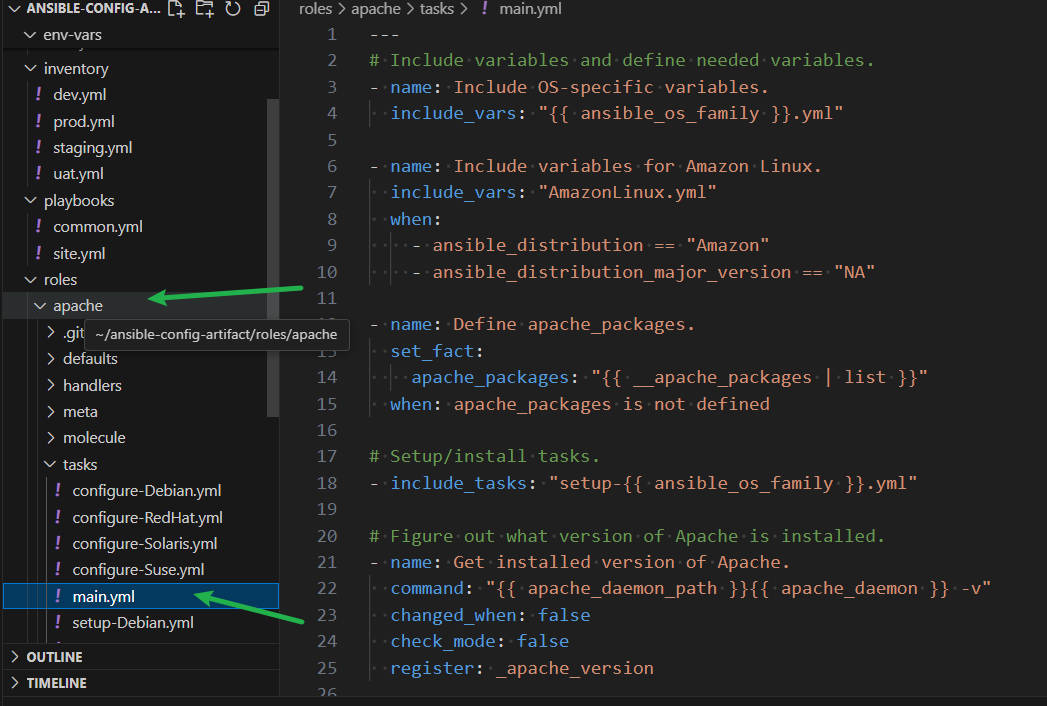 ANSIBLE-CONFIG-A...
env-vars
inventory
dev.yml
prod.yml
staging.yml
uat.yml
playbooks
common.yml
site.yml
roles
apache
.git
~/ansible-config-artifact/roles/apache
defaults
handlers
meta
molecule
tasks
configure-Debian.yml
configure-RedHat.yml
configure-Solaris.yml
configure-Suse.yml
main.yml
setup-Debian.yml
OUTLINE
TIMELINE
roles > apache > tasks > ! main.yml
1 ---
2 # Include variables and define needed variables.
3 - name: Include OS-specific variables.
4 include_vars: "{{ ansible_os_family }}.yml"
5
6 - name: Include variables for Amazon Linux.
7 include_vars: "AmazonLinux.yml"
8 when:
9 - ansible_distribution == "Amazon"
10 - ansible_distribution_major_version == "NA"
11
- name: Define apache_packages.
13 set_fact:
14 apache_packages: "{{ __apache_packages | list }}"
15 when: apache_packages is not defined
16
17 # Setup/install tasks.
18 - include_tasks: "setup-{{ ansible_os_family }}.yml"
19
20 # Figure out what version of Apache is installed.
21 - name: Get installed version of Apache.
22 command: "{{ apache_daemon_path }}{{ apache_daemon }} -v"
23 changed_when: false
24 check_mode: false
25 register: _apache_version
26